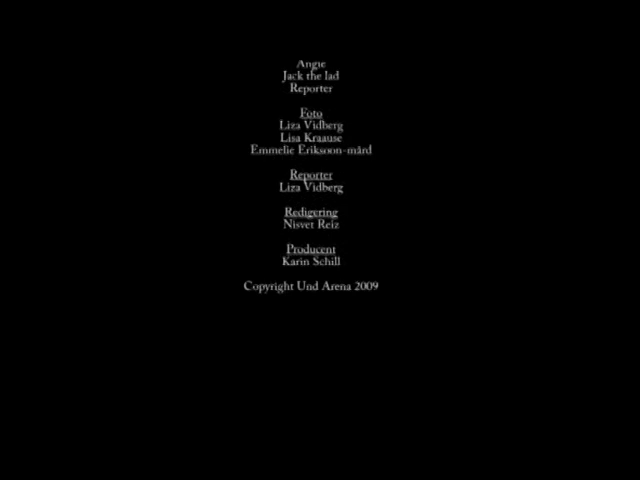 Angie
Jack the lad
Reporter
Foto
Liza Vidberg
Lisa Kraause
Emmelie Eriksoon-mård
Reporter
Liza Vidberg
Redigering
Nisvet Reiz
Producent
Karin Schill
Copyright Und Arena 2009